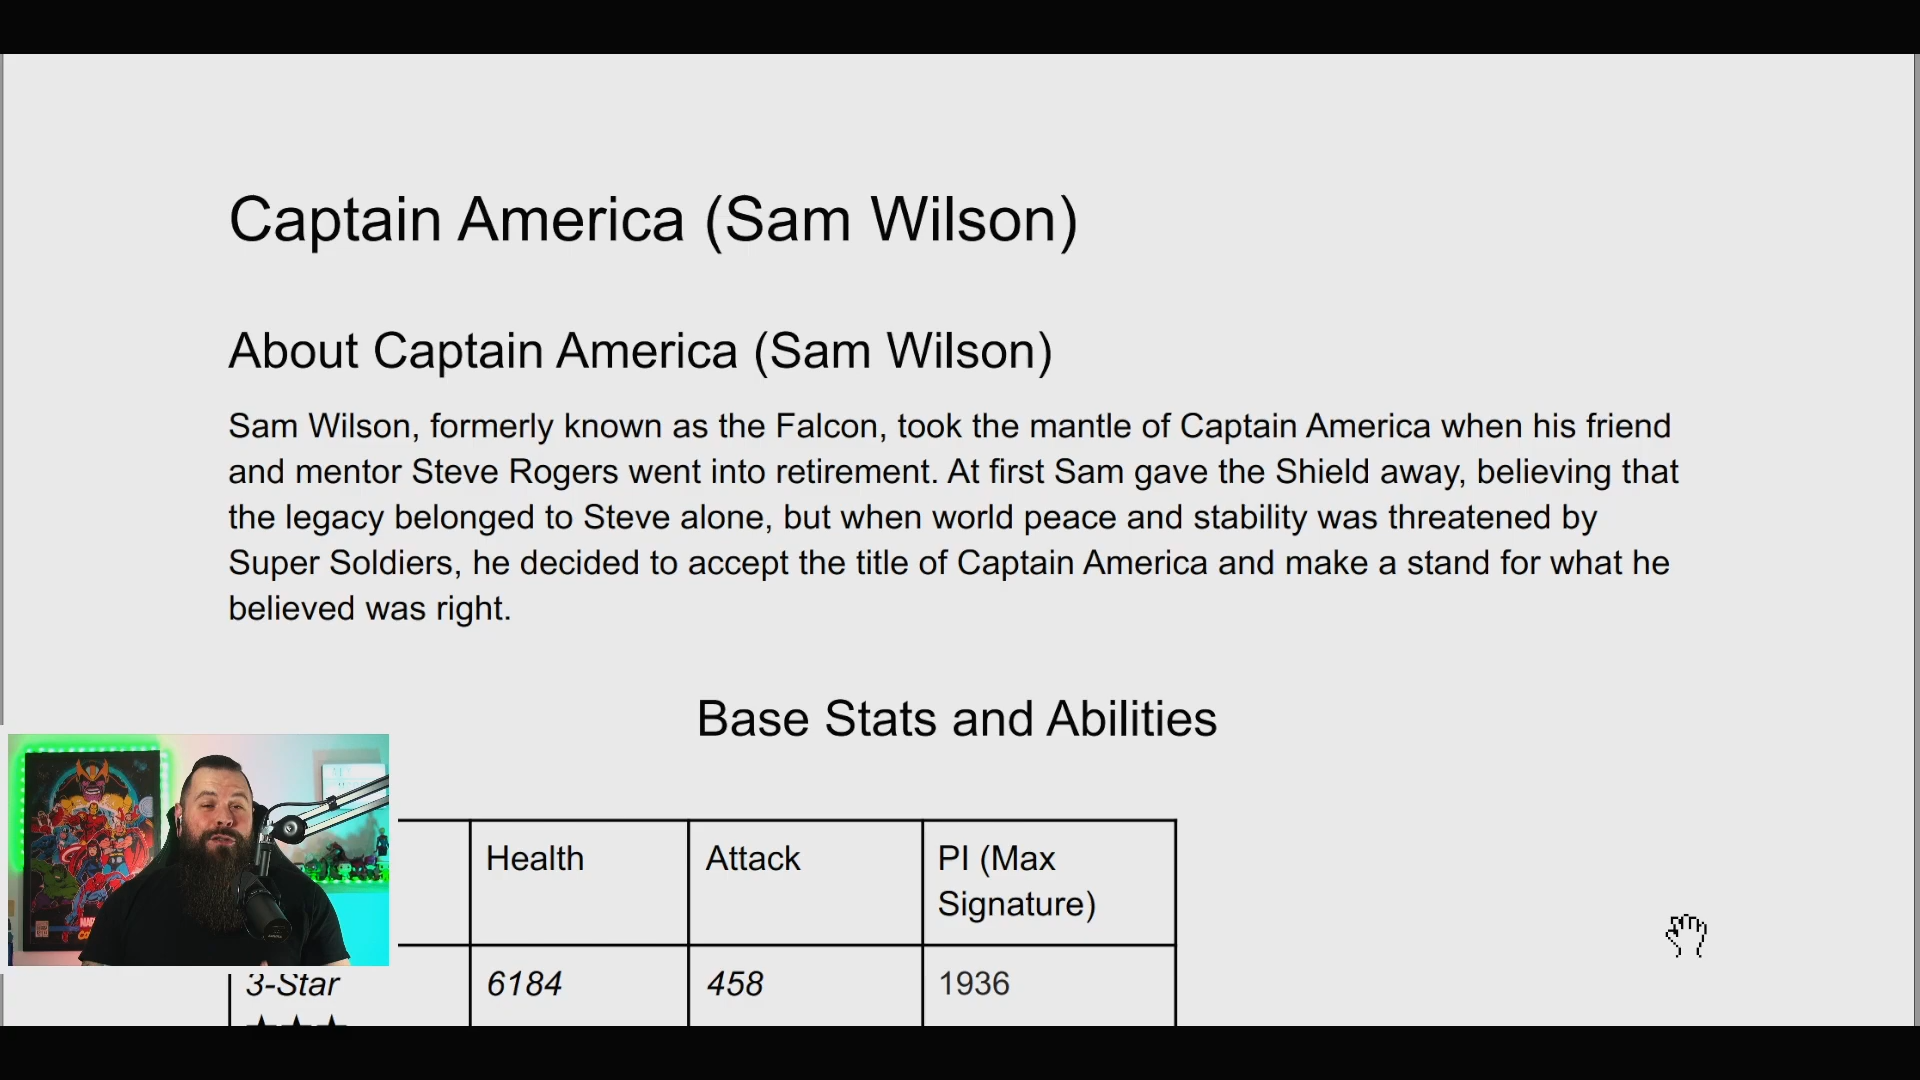 Captain America (Sam Wilson)
About Captain America (Sam Wilson)
Sam Wilson, formerly known as the Falcon, took the mantle of Captain America when his friend
and mentor Steve Rogers went into retirement. At first Sam gave the Shield away, believing that
the legacy belonged to Steve alone, but when world peace and stability was threatened by
Super Soldiers, he decided to accept the title of Captain America and make a stand for what he
believed was right.
Base Stats and Abilities
Health
Attack
PI (Max
Signature)
3-Star
6184
458
1936
★★★